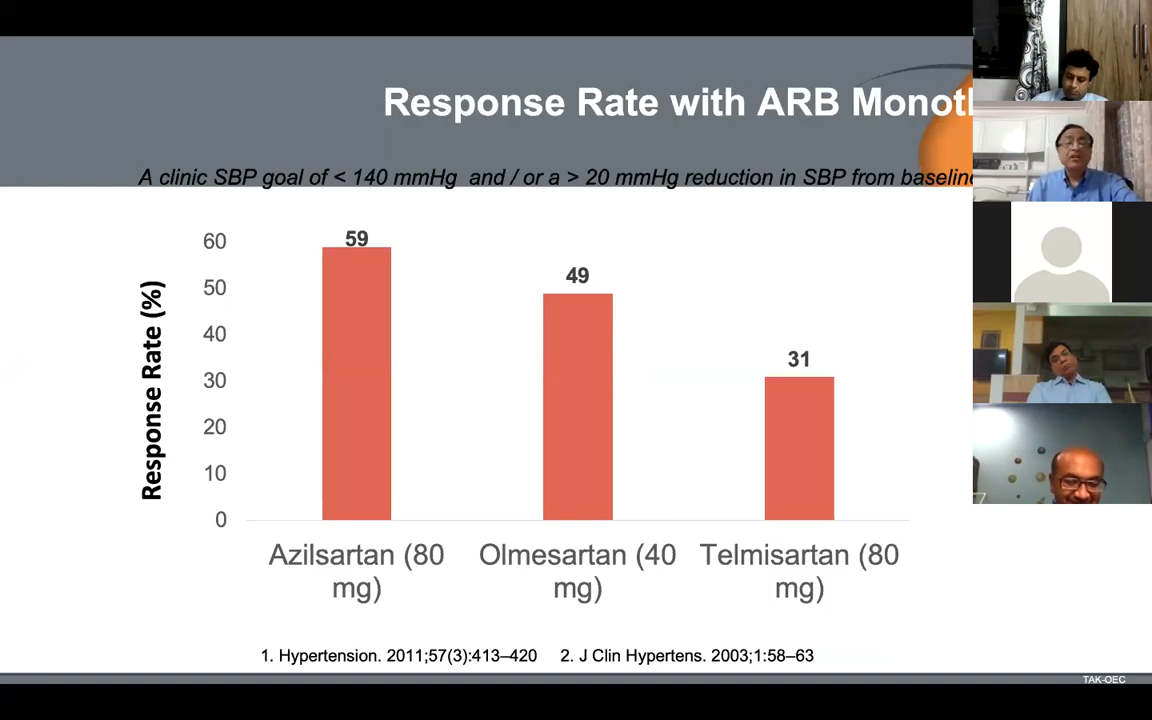 Response Rate with ARB
A clinic SBP goal of < 140 mmHg and / or a > 20 mmHg reduction in SBP from baseline
Response Rate (%)
60
50
40
30
20
10
0
59
49
31
Azilsartan (80 mg)
Olmesartan (40 mg)
Telmisartan (80 mg)
1. Hypertension. 2011;57(3):413–420 2. J Clin Hypertens. 2003;1:58–63
TAK-OEC